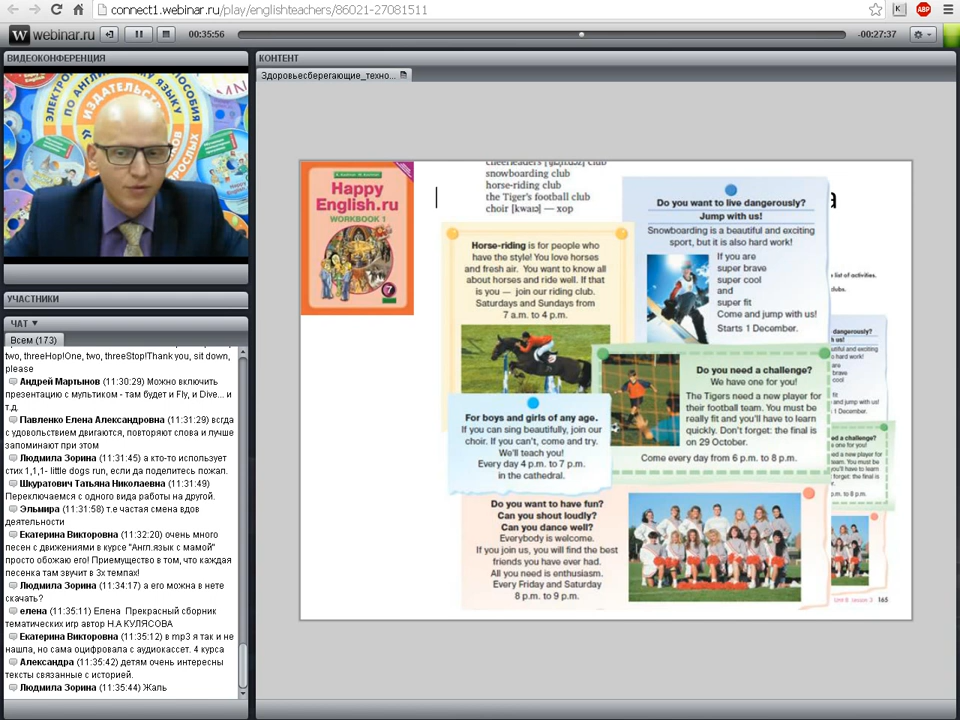 connect1.webinar.ru/play/englishteachers/86021-27081511
K
ABP
W webinar.ru
00:35:56
-00:27:37
ВИДЕОКОНФЕРЕНЦИЯ
УЧАСТНИКИ
ЧАТ
Всем (173)
two, threeHop!One, two, threeStop!Thank you, sit down,
please
Андрей Мартынов (11:30:29) Можно включить
презентацию с мультиком - там будет и Fly, и Dive... и
т.д.
Павленко Елена Александровна (11:31:29) всгда
с удовольствием двигаются, повторяют слова и лучше
запоминают при этом
Людмила Зорина (11:31:45) а кто-то использует
стих 1,1,1- little dogs run, если да поделитесь пожал.
Шкуратович Татьяна Николаевна (11:31:49)
Переключаемся с одного вида работы на другой.
Эльмира (11:31:58) т.е частая смена вдов
деятельности
Екатерина Викторовна (11:32:20) очень много
песен с движениями в курсе "Англ.язык с мамой"
просто обожаю его! Приемущество в том, что каждая
песенка там звучит в 3х темпах!
Людмила Зорина (11:34:17) а его можна в нете
скачать?
елена (11:35:11) Елена Прекрасный сборник
тематических игр автор Н.А КУЛЯСОВА
Екатерина Викторовна (11:35:12) в mp3 я так и не
нашла, но сама оцифровала с аудиокассет. 4 курса
Александра (11:35:42) детям очень интересны
тексты связанные с историей.
Людмила Зорина (11:35:44) Жаль
КОНТЕНТ
Здоровьесберегающие_техно...
Happy
English.ru
WORKBOOK 1
7
snowboarding club
horse-riding club
the Tiger's football club
choir [kwaɪə] — хор
Horse-riding is for people who
have the style! You love horses
and fresh air. You want to know all
about horses and ride well. If that
is you — join our riding club.
Saturdays and Sundays from
7 a.m. to 4 p.m.
Do you want to live dangerously?
Jump with us!
Snowboarding is a beautiful and exciting
sport, but it is also hard work!
If you are
super brave
super cool
and
super fit
Come and jump with us!
Starts 1 December.
Do you need a challenge?
We have one for you!
The Tigers need a new player for
their football team. You must be
really fit and you'll have to learn
quickly. Don't forget: the final is
on 29 October.
Come every day from 6 p.m. to 8 p.m.
For boys and girls of any age.
If you can sing beautifully, join our
choir. If you can't, come and try.
We'll teach you!
Every day 4 p.m. to 7 p.m.
in the cathedral.
Do you want to have fun?
Can you shout loudly?
Can you dance well?
Everybody is welcome.
If you join us, you will find the best
friends you have ever had.
All you need is enthusiasm.
Every Friday and Saturday
8 p.m. to 9 p.m.
list of activities.
165